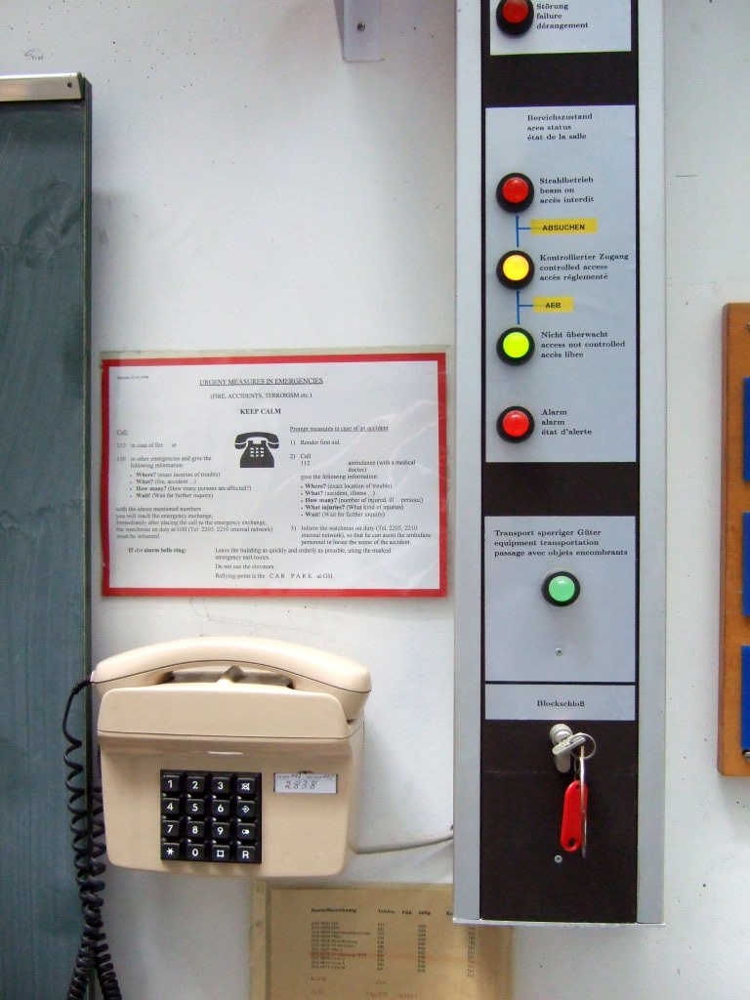 Störung
failure
dérangement
Bereichszustand
area status
état de la salle
Strahlbetrieb
beam on
accès interdit
ABSUCHEN
Kontrollierter Zugang
controlled access
accès réglementé
AEB
Nicht überwacht
access not controlled
accès libre
Alarm
alarm
état d'alerte
Transport sperriger Güter
equipment transportation
passage avec objets encombrants
Blockschloß
URGENT MEASURES IN EMERGENCIES
(FIRE, ACCIDENTS, TERRORISM etc.)
KEEP CALM
Call
112 in case of fire or
110 in other emergencies and give the
following information:
- Where? (exact location of trouble)
- What? (fire, accident ...)
- How many? (How many persons are affected?)
- Wait! (Wait for further inquiry)
with the above mentioned numbers
you will reach the emergency exchange,
Immediately after placing the call to the emergency exchange,
the watchman on duty at GSI (Tel. 2205, 2210 internal network)
must be informed
Prompt measures in case of an accident
1) Render first aid
2) Call
112 ambulance (with a medical
doctor)
give the following information:
- Where? (exact location of trouble)
- What? (accident, illness ...)
- How many? (number of injured, ill ... persons)
- What injuries? (What kind of injuries)
- Wait! (Wait for further inquiry)
3) Inform the watchman on duty (Tel. 2205, 2210
internal network), so that he can assist the ambulance
personnel to locate the scene of the accident
If the alarm bells ring: Leave the building as quickly and orderly as possible, using the marked
emergency exit routes.
Do not use the elevators.
Rallying-point is the CAR PARK at GSI.
1 2 3
4 5 6
7 8 9
* 0 R
2838
Name/Bezeichnung Telefon